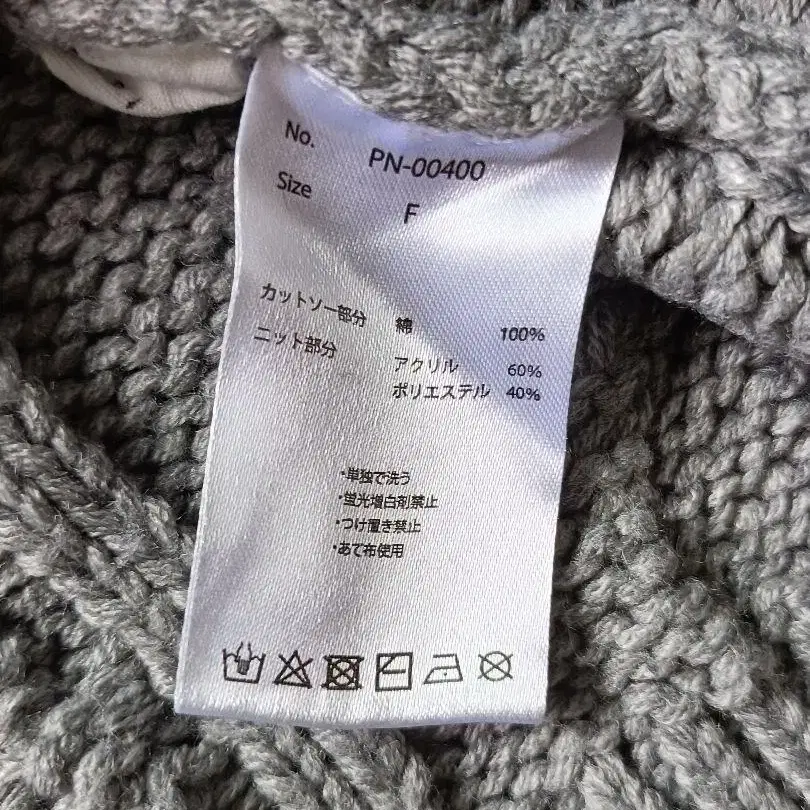 No. PN-00400
Size F
カットソー部分 綿 100%
ニット部分 アクリル 60%
ポリエステル 40%
・単独で洗う
・蛍光増白剤禁止
・つけ置き禁止
・あて布使用